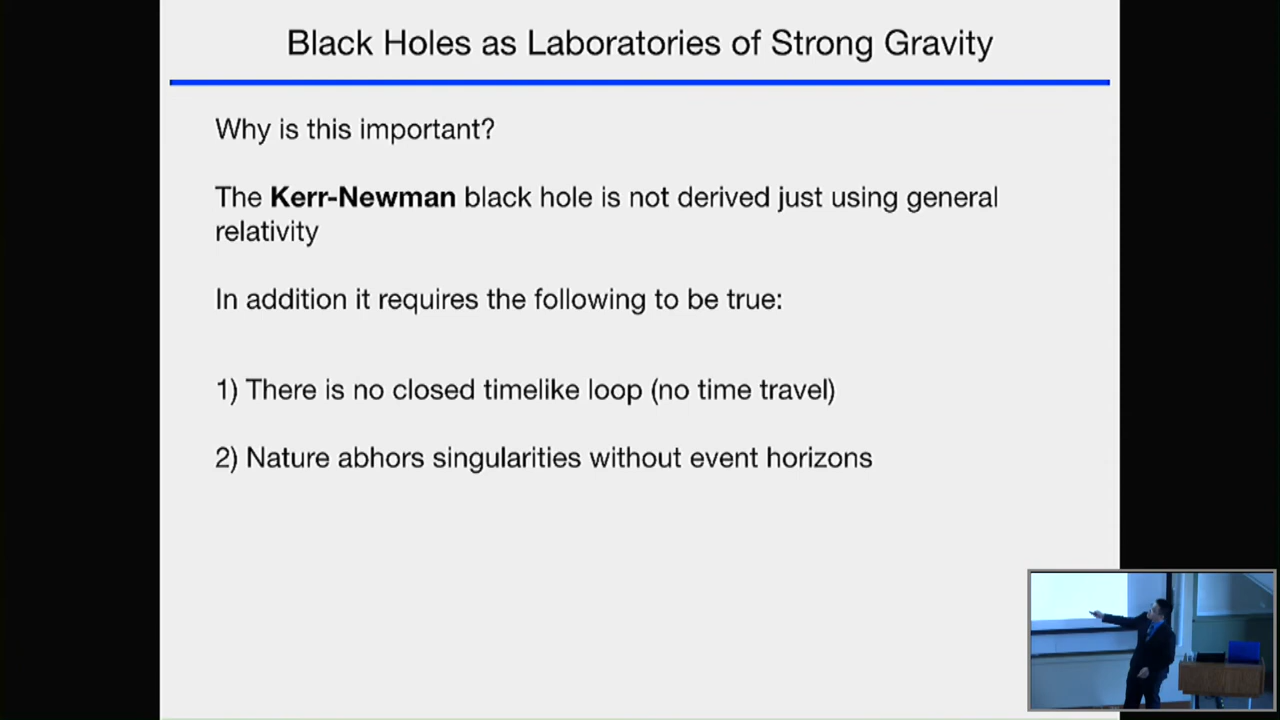 Black Holes as Laboratories of Strong Gravity
Why is this important?
The Kerr-Newman black hole is not derived just using general
relativity
In addition it requires the following to be true:
1) There is no closed timelike loop (no time travel)
2) Nature abhors singularities without event horizons